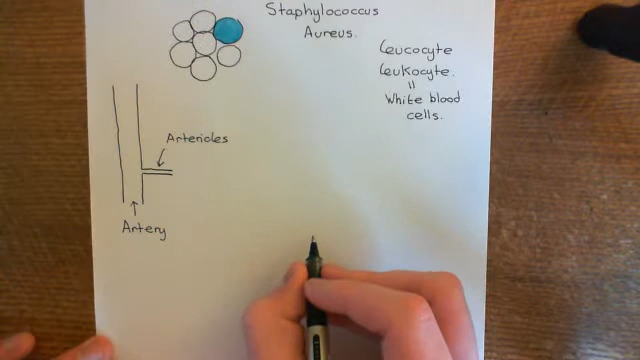 Staphylococcus
Aureus.
Leucocyte
Leukocyte.
=
White blood
cells.
Arterioles
Artery